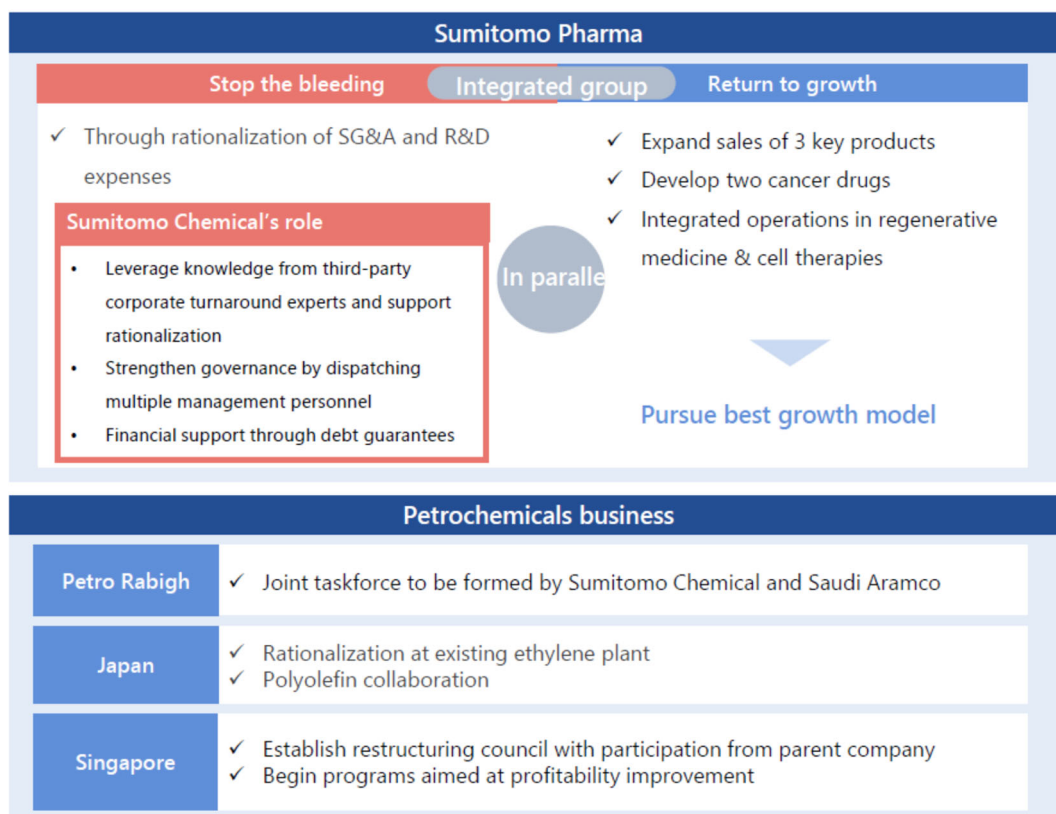 Sumitomo Pharma
Stop the bleeding
Integrated group
Return to growth
✓ Through rationalization of SG&A and R&D
expenses
Sumitomo Chemical's role
• Leverage knowledge from third-party
corporate turnaround experts and support
rationalization
• Strengthen governance by dispatching
multiple management personnel
• Financial support through debt guarantees
In paralle
✓ Expand sales of 3 key products
✓ Develop two cancer drugs
✓ Integrated operations in regenerative
medicine & cell therapies
Pursue best growth model
Petrochemicals business
Petro Rabigh
✓ Joint taskforce to be formed by Sumitomo Chemical and Saudi Aramco
Japan
✓ Rationalization at existing ethylene plant
✓ Polyolefin collaboration
Singapore
✓ Establish restructuring council with participation from parent company
✓ Begin programs aimed at profitability improvement